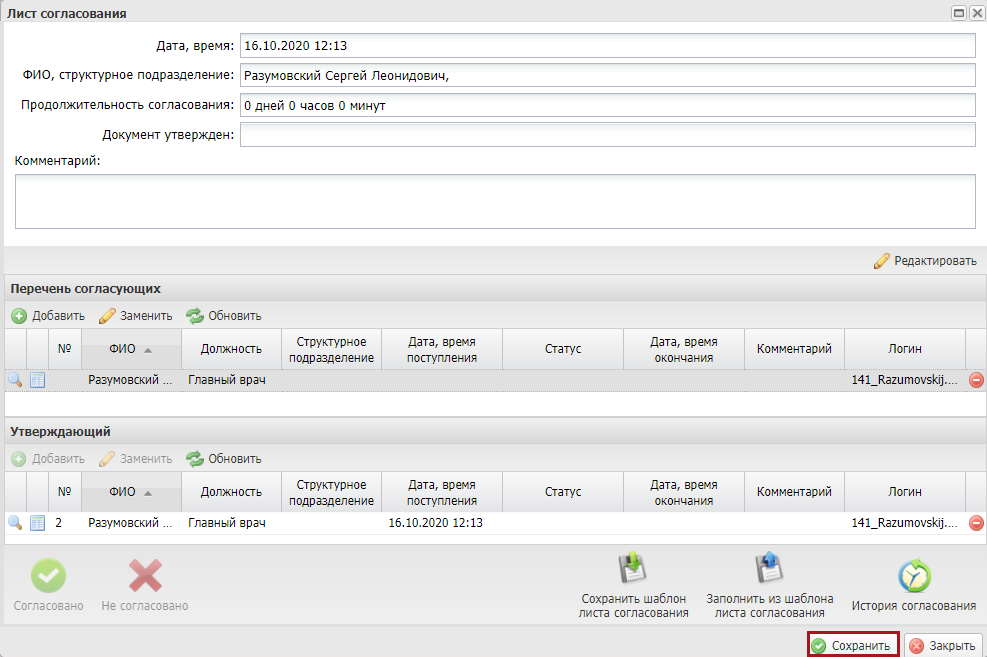 Лист согласования
Дата, время: 16.10.2020 12:13
ФИО, структурное подразделение: Разумовский Сергей Леонидович,
Продолжительность согласования: 0 дней 0 часов 0 минут
Документ утвержден:
Комментарий:
Редактировать
Перечень согласующих
Добавить Заменить Обновить
№ ФИО Должность Структурное подразделение Дата, время поступления Статус Дата, время окончания Комментарий Логин
Разумовский ... Главный врач 141_Razumovskij....
Утверждающий
Добавить Заменить Обновить
№ ФИО Должность Структурное подразделение Дата, время поступления Статус Дата, время окончания Комментарий Логин
2 Разумовский ... Главный врач 16.10.2020 12:13 141_Razumovskij....
Согласовано Не согласовано Сохранить шаблон листа согласования Заполнить из шаблона листа согласования История согласования
Сохранить Закрыть